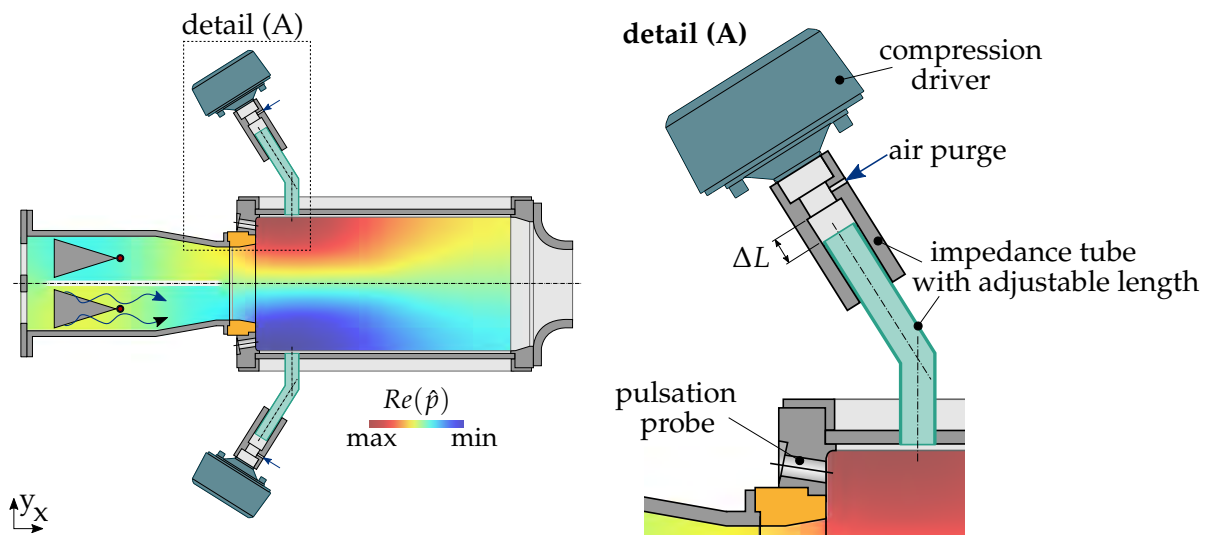 detail (A)
Re(p̂)
max
min
y
x
detail (A)
compression
driver
air purge
ΔL
impedance tube
with adjustable length
pulsation
probe